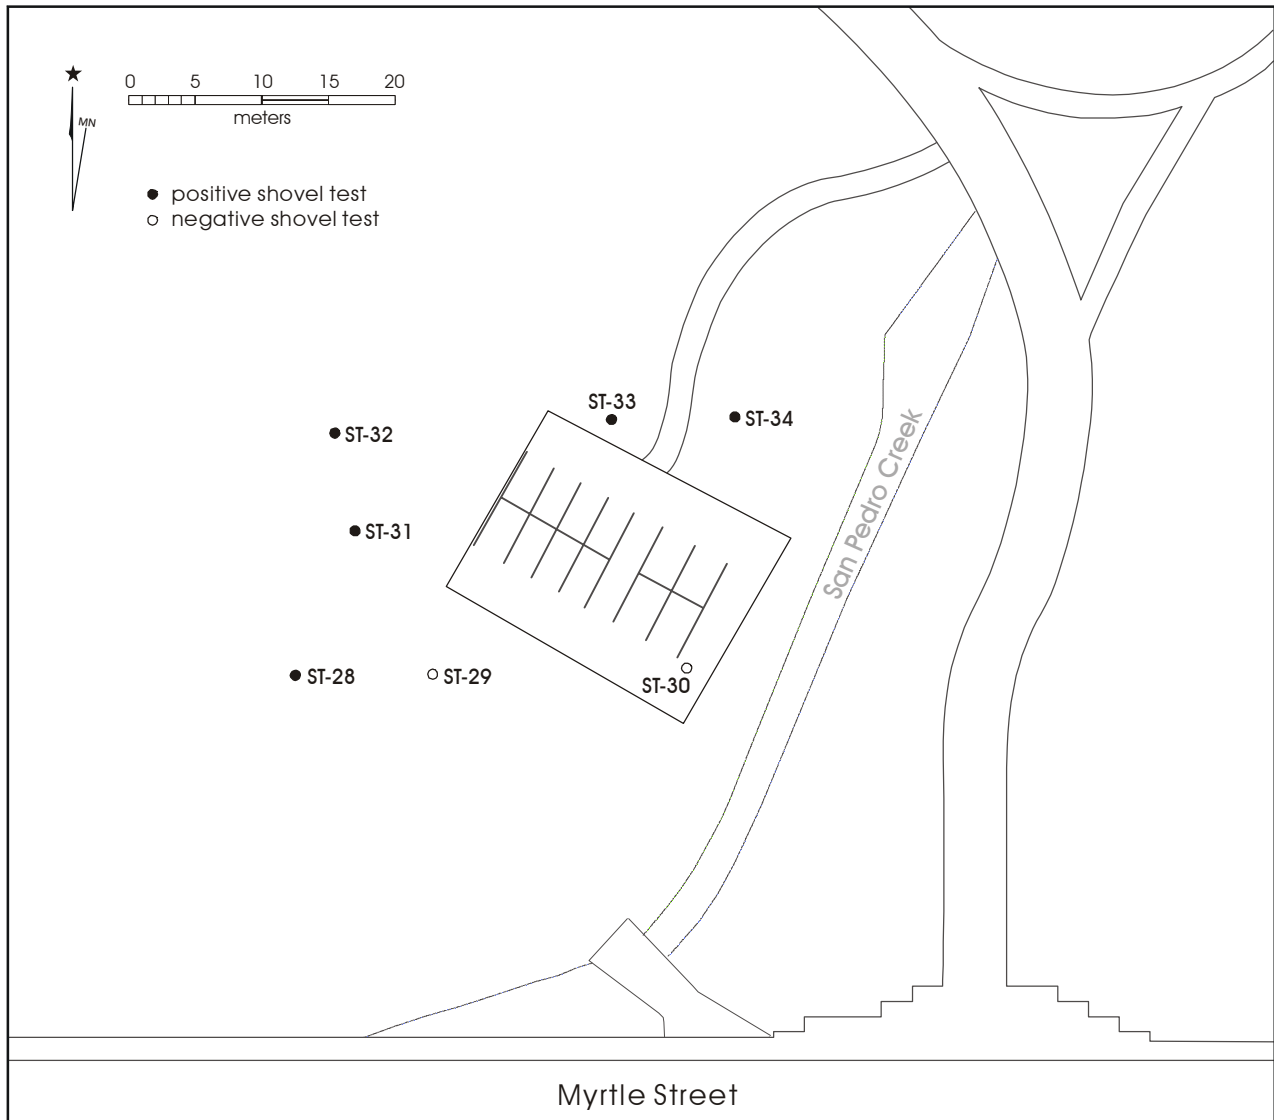 0 5 10 15 20
meters
MN
positive shovel test
negative shovel test
ST-33
ST-34
ST-32
ST-31
San Pedro Creek
ST-28
ST-29
ST-30
Myrtle Street